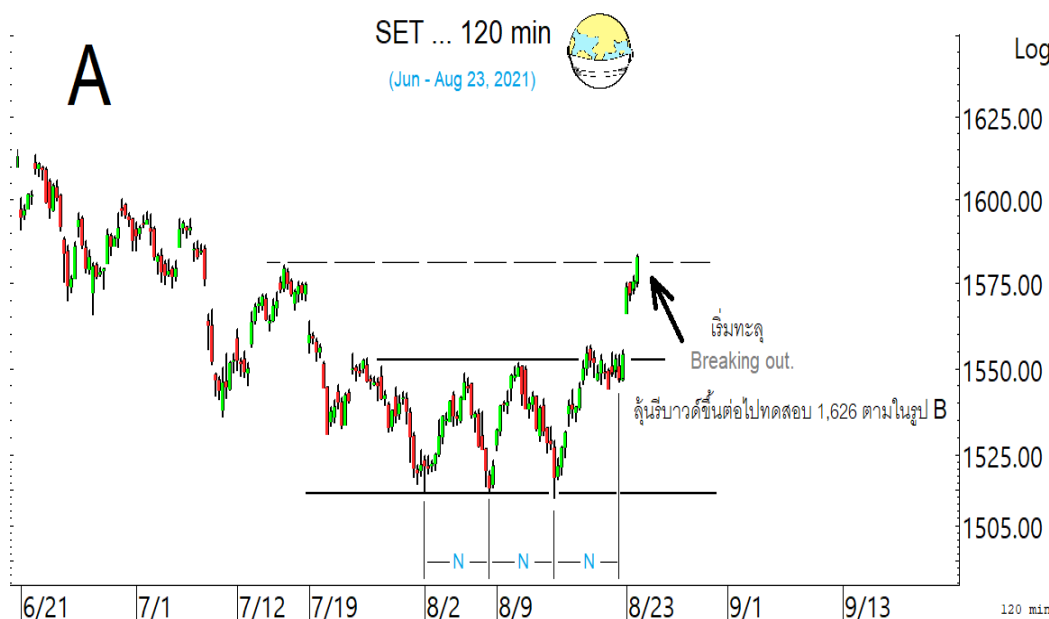 SET ... 120 min
(Jun - Aug 23, 2021)
A
Log
1625.00
1600.00
1575.00
1550.00
1525.00
1505.00
เริ่มทะลุ
Breaking out.
ลุ้นรีบาวด์ขึ้นต่อไปทดสอบ 1,626 ตามในรูป B
N N N
6/21 7/1 7/12 7/19 8/2 8/9 8/23 9/1 9/13
120 min